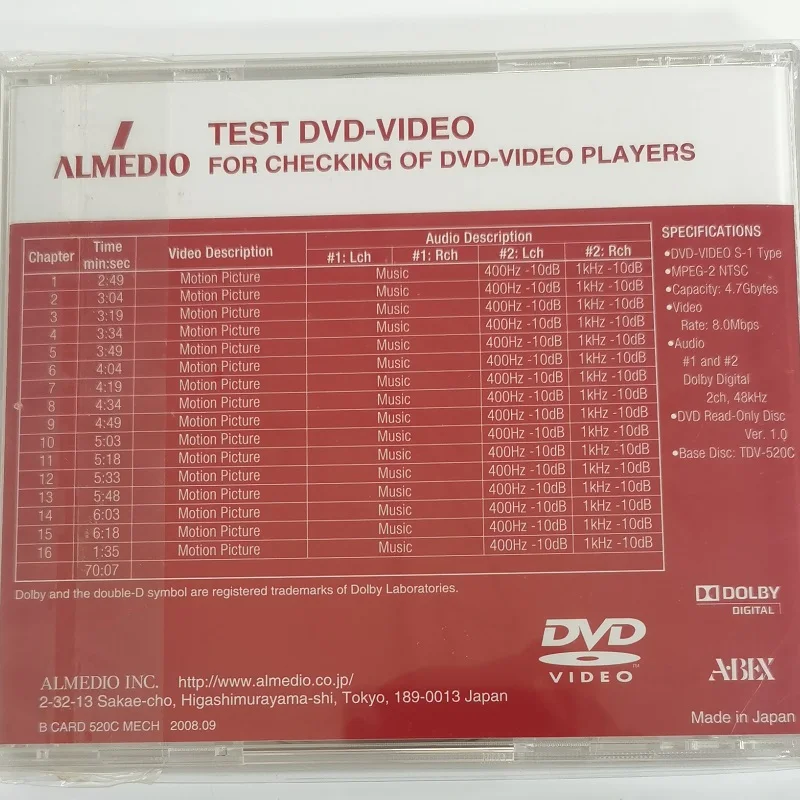 ALMEDIO
TEST DVD-VIDEO
FOR CHECKING OF DVD-VIDEO PLAYERS
Chapter Time min:sec Video Description Audio Description
#1: Lch #1: Rch #2: Lch #2: Rch
1 2:49 Motion Picture Music 400Hz -10dB 1kHz -10dB
2 3:04 Motion Picture Music 400Hz -10dB 1kHz -10dB
3 3:19 Motion Picture Music 400Hz -10dB 1kHz -10dB
4 3:34 Motion Picture Music 400Hz -10dB 1kHz -10dB
5 3:49 Motion Picture Music 400Hz -10dB 1kHz -10dB
6 4:04 Motion Picture Music 400Hz -10dB 1kHz -10dB
7 4:19 Motion Picture Music 400Hz -10dB 1kHz -10dB
8 4:34 Motion Picture Music 400Hz -10dB 1kHz -10dB
9 4:49 Motion Picture Music 400Hz -10dB 1kHz -10dB
10 5:03 Motion Picture Music 400Hz -10dB 1kHz -10dB
11 5:18 Motion Picture Music 400Hz -10dB 1kHz -10dB
12 5:33 Motion Picture Music 400Hz -10dB 1kHz -10dB
13 5:48 Motion Picture Music 400Hz -10dB 1kHz -10dB
14 6:03 Motion Picture Music 400Hz -10dB 1kHz -10dB
15 6:18 Motion Picture Music 400Hz -10dB 1kHz -10dB
16 1:35 Motion Picture Music 400Hz -10dB 1kHz -10dB
70:07
SPECIFICATIONS
•DVD-VIDEO S-1 Type
•MPEG-2 NTSC
•Capacity: 4.7Gbytes
•Video
Rate: 8.0Mbps
•Audio
#1 and #2
Dolby Digital
2ch, 48kHz
•DVD Read-Only Disc
Ver. 1.0
•Base Disc: TDV-520C
Dolby and the double-D symbol are registered trademarks of Dolby Laboratories.
DOLBY
DIGITAL
DVD
VIDEO
TM
A-BEX
ALMEDIO INC. http://www.almedio.co.jp/
2-32-13 Sakae-cho, Higashimurayama-shi, Tokyo, 189-0013 Japan
B CARD 520C MECH 2008.09
Made in Japan